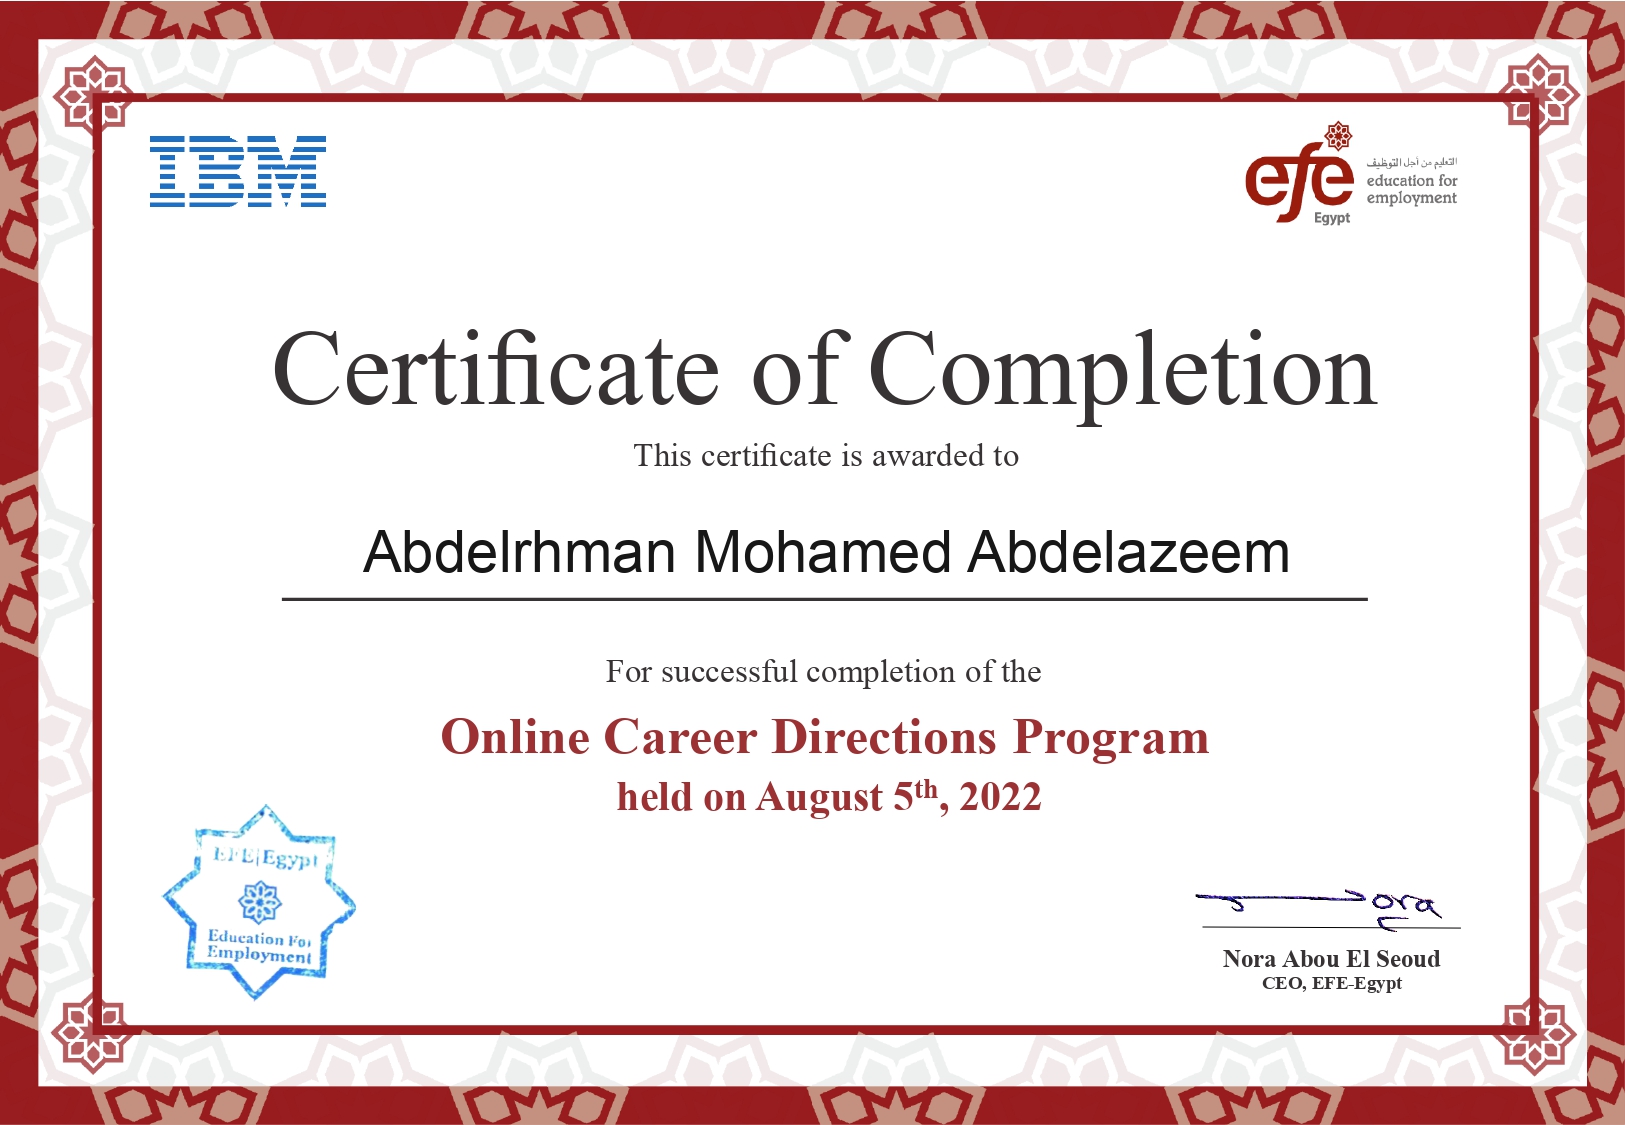 IBM
efe
Egypt
التعليم من أجل التوظيف
education for
employment
Certificate of Completion
This certificate is awarded to
Abdelrhman Mohamed Abdelazeem
For successful completion of the
Online Career Directions Program
held on August 5th, 2022
EFE|Egypt
Education For
Employment
Nora
Nora Abou El Seoud
CEO, EFE-Egypt